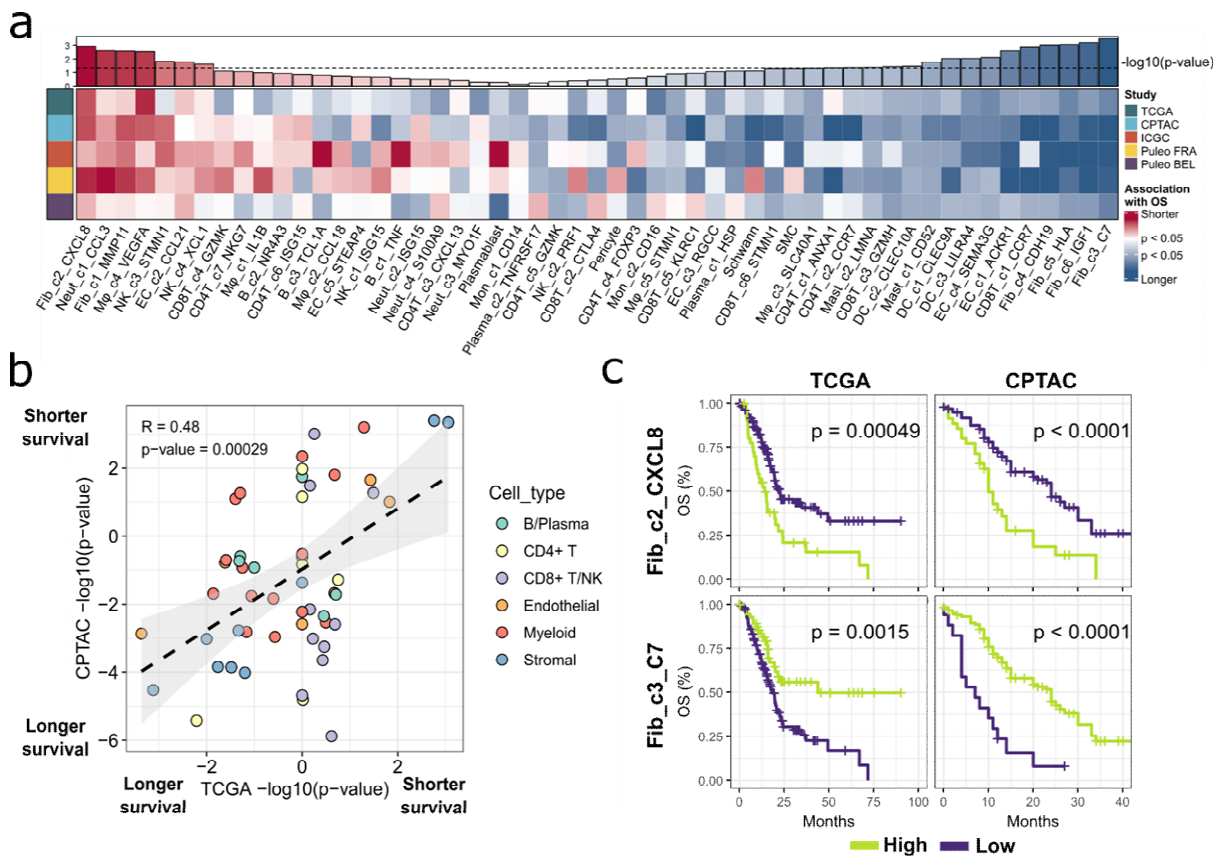 a
3
2
1
0
-log10(p-value)
Study
TCGA
CPTAC
ICGC
Puleo FRA
Puleo BEL
Association
with OS
Shorter
p < 0.05
p < 0.05
Longer
Fib_c2_CXCL8
Neut_c1_CCL3
Fib_c1_MMP11
Mφ_c4_VEGFA
NK_c3_STMN1
EC_c2_CCL21
NK_c4_XCL1
CD8T_c4_GZMK
CD4T_c7_NKG7
Mφ_c1_IL1B
B_c2_NR4A3
CD4T_c6_ISG15
B_c3_TCL1A
Mφ_c2_CCL18
EC_c5_STEAP4
NK_c1_ISG15
B_c1_TNF
Neut_c2_ISG15
Neut_c4_S100A9
CD4T_c3_CXCL13
Neut_c3_MYO1F
Plasmablast
Mon_c1_CD14
Plasma_c2_TNFRSF17
CD4T_c5_GZMK
NK_c2_PRF1
CD8T_c2_CTLA4
Pericyte
CD4T_c4_FOXP3
Mon_c2_CD16
Mφ_c5_STMN1
CD8T_c5_KLRC1
EC_c3_RGCC
Plasma_c1_HSP
Schwann
CD8T_c6_STMN1
SMC
Mφ_c3_SLC40A1
CD4T_c1_ANXA1
CD4T_c2_CCR7
Mast_c2_LMNA
CD8T_c3_GZMH
DC_c2_CLEC10A
Mast_c1_CD52
DC_c1_CLEC9A
DC_c3_LILRA4
EC_c4_SEMA3G
EC_c1_ACKR1
CD8T_c1_CCR7
Fib_c4_CDH19
Fib_c5_HLA
Fib_c6_IGF1
Fib_c3_C7
b
Shorter
survival
R = 0.48
p-value = 0.00029
2
0
−2
−4
−6
CPTAC −log10(p−value)
Longer
survival
−2
0
2
Longer
survival
TCGA −log10(p−value)
Shorter
survival
Cell_type
B/Plasma
CD4+ T
CD8+ T/NK
Endothelial
Myeloid
Stromal
c
TCGA
CPTAC
Fib_c2_CXCL8
OS (%)
1.00
0.75
0.50
0.25
0.00
p = 0.00049
p < 0.0001
Fib_c3_C7
OS (%)
1.00
0.75
0.50
0.25
0.00
p = 0.0015
p < 0.0001
0
25
50
75
100
0
10
20
30
40
Months
Months
High
Low